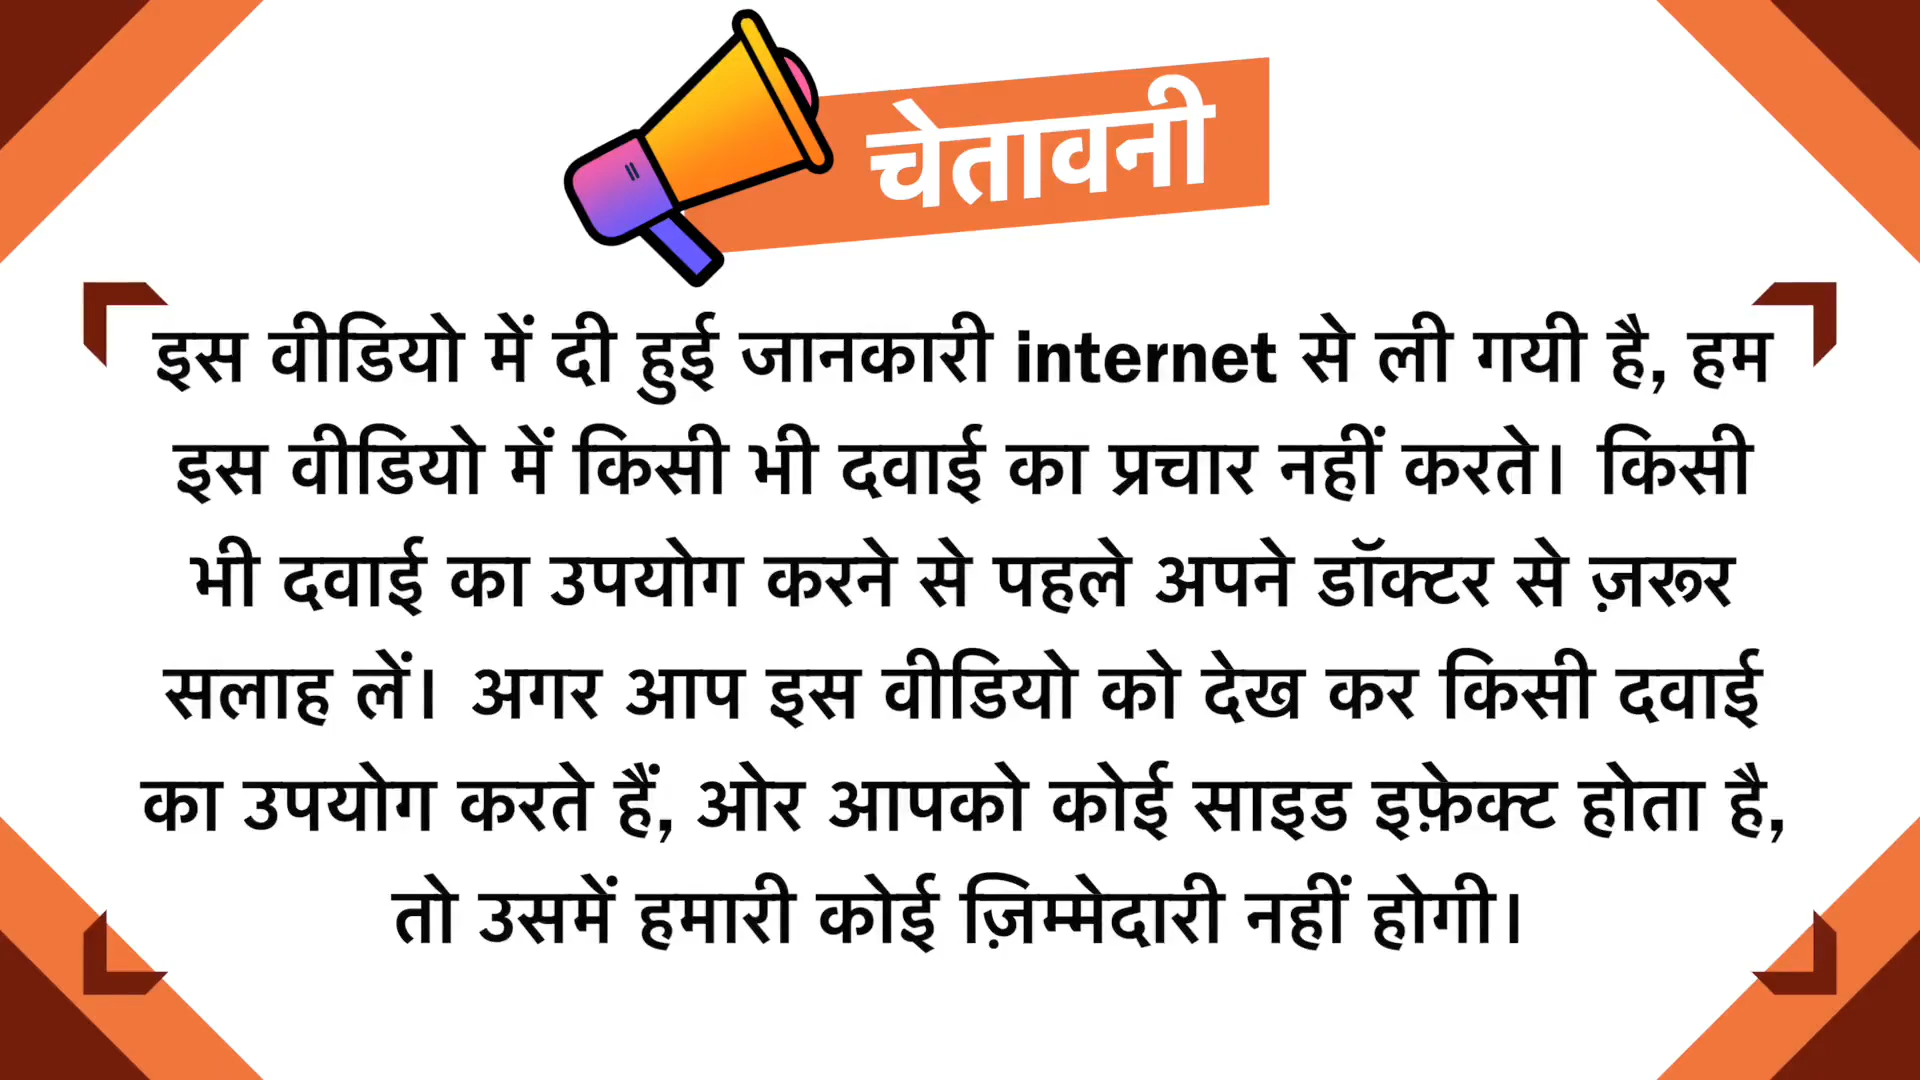 चेतावनी
इस वीडियो में दी हुई जानकारी internet से ली गयी है, हम
इस वीडियो में किसी भी दवाई का प्रचार नहीं करते। किसी
भी दवाई का उपयोग करने से पहले अपने डॉक्टर से ज़रूर
सलाह लें। अगर आप इस वीडियो को देख कर किसी दवाई
का उपयोग करते हैं, ओर आपको कोई साइड इफ़ेक्ट होता है,
तो उसमें हमारी कोई ज़िम्मेदारी नहीं होगी।